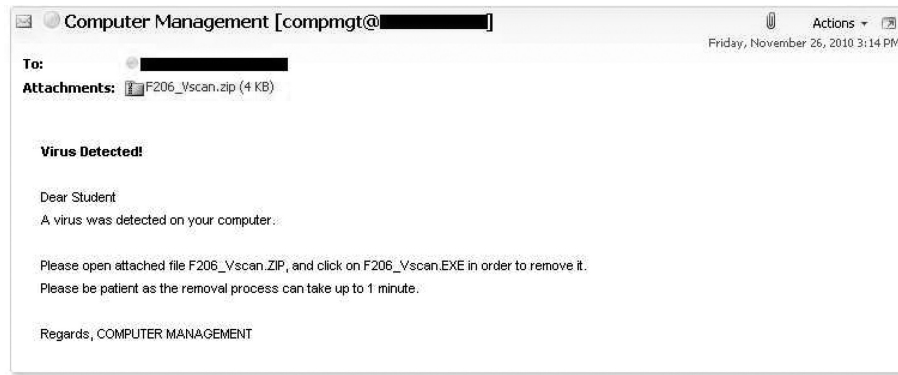 Computer Management [compmgt@ ]
Actions
Friday, November 26, 2010 3:14 PM
To:
Attachments: F206_Vscan.zip (4 KB)
Virus Detected!
Dear Student
A virus was detected on your computer.
Please open attached file F206_Vscan.ZIP, and click on F206_Vscan.EXE in order to remove it.
Please be patient as the removal process can take up to 1 minute.
Regards, COMPUTER MANAGEMENT